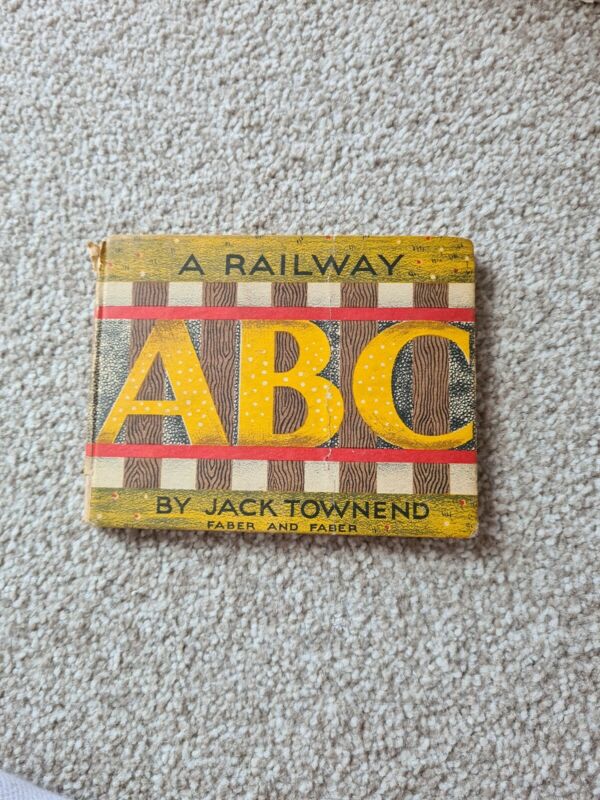 A RAILWAY
ABC
BY JACK TOWNEND
FABER AND FABER